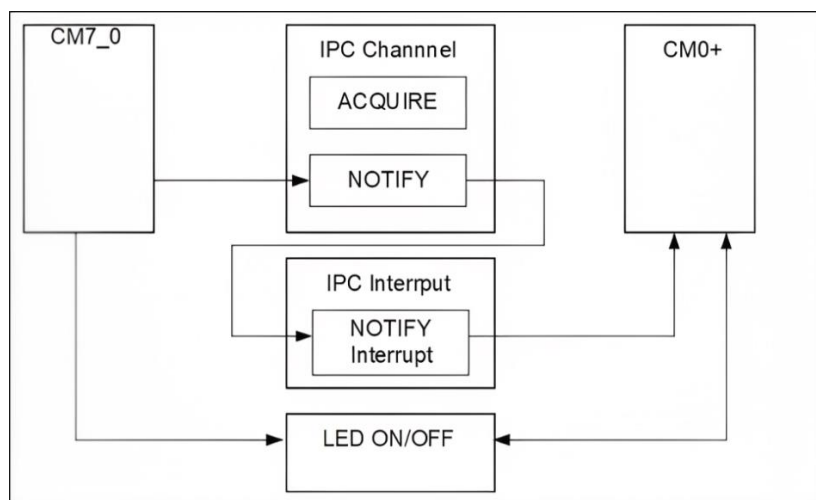 CM7_0
IPC Channnel
CM0+
ACQUIRE
NOTIFY
IPC Interrput
NOTIFY
Interrupt
LED ON/OFF